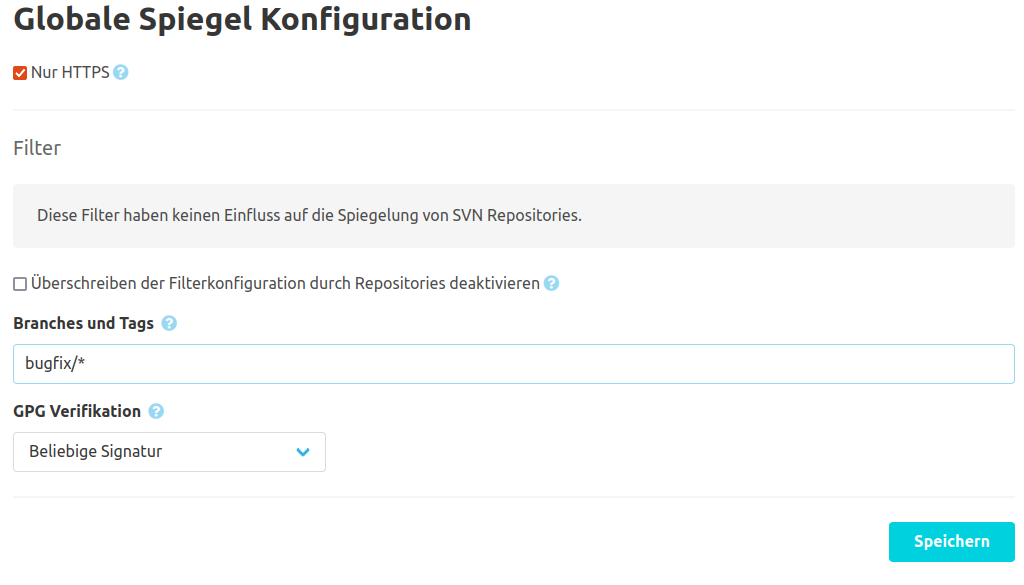 Globale Spiegel Konfiguration
Nur HTTPS ?
Filter
Diese Filter haben keinen Einfluss auf die Spiegelung von SVN Repositories.
Überschreiben der Filterkonfiguration durch Repositories deaktivieren ?
Branches und Tags ?
bugfix/*
GPG Verifikation ?
Beliebige Signatur
Speichern